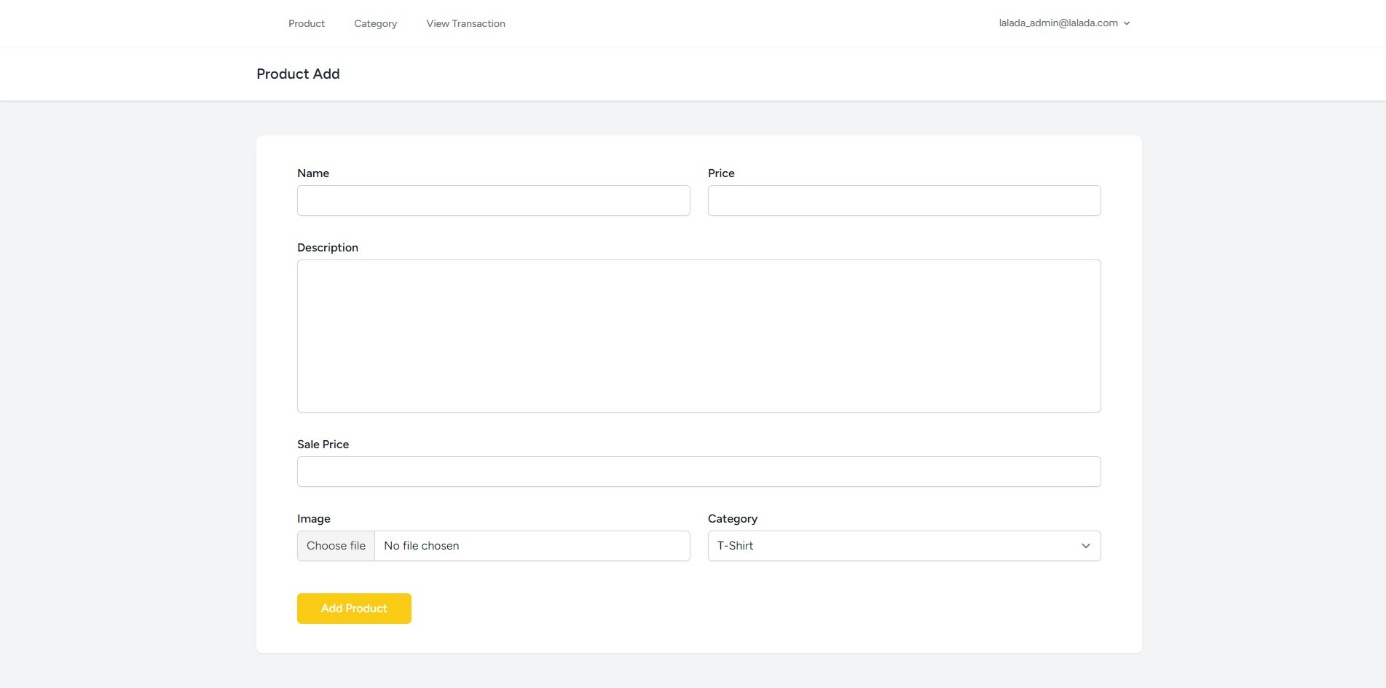 Product Category View Transaction lalada_admin@lalada.com
Product Add
Name Price
Description
Sale Price
Image Category
Choose file No file chosen T-Shirt
Add Product